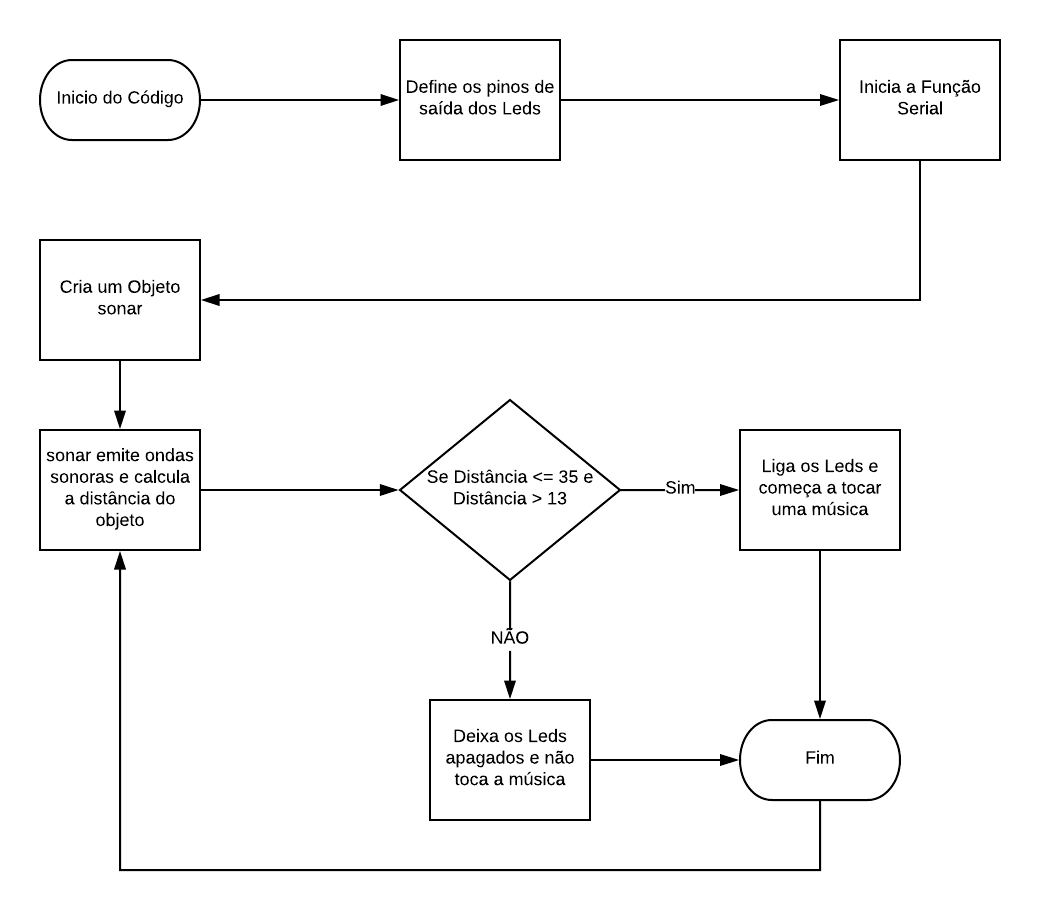 Inicio do Código
Define os pinos de
saída dos Leds
Inicia a Função
Serial
Cria um Objeto
sonar
sonar emite ondas
sonoras e calcula
a distância do
objeto
Se Distância <= 35 e
Distância > 13
Sim
Liga os Leds e
começa a tocar
uma música
NÃO
Deixa os Leds
apagados e não
toca a música
Fim